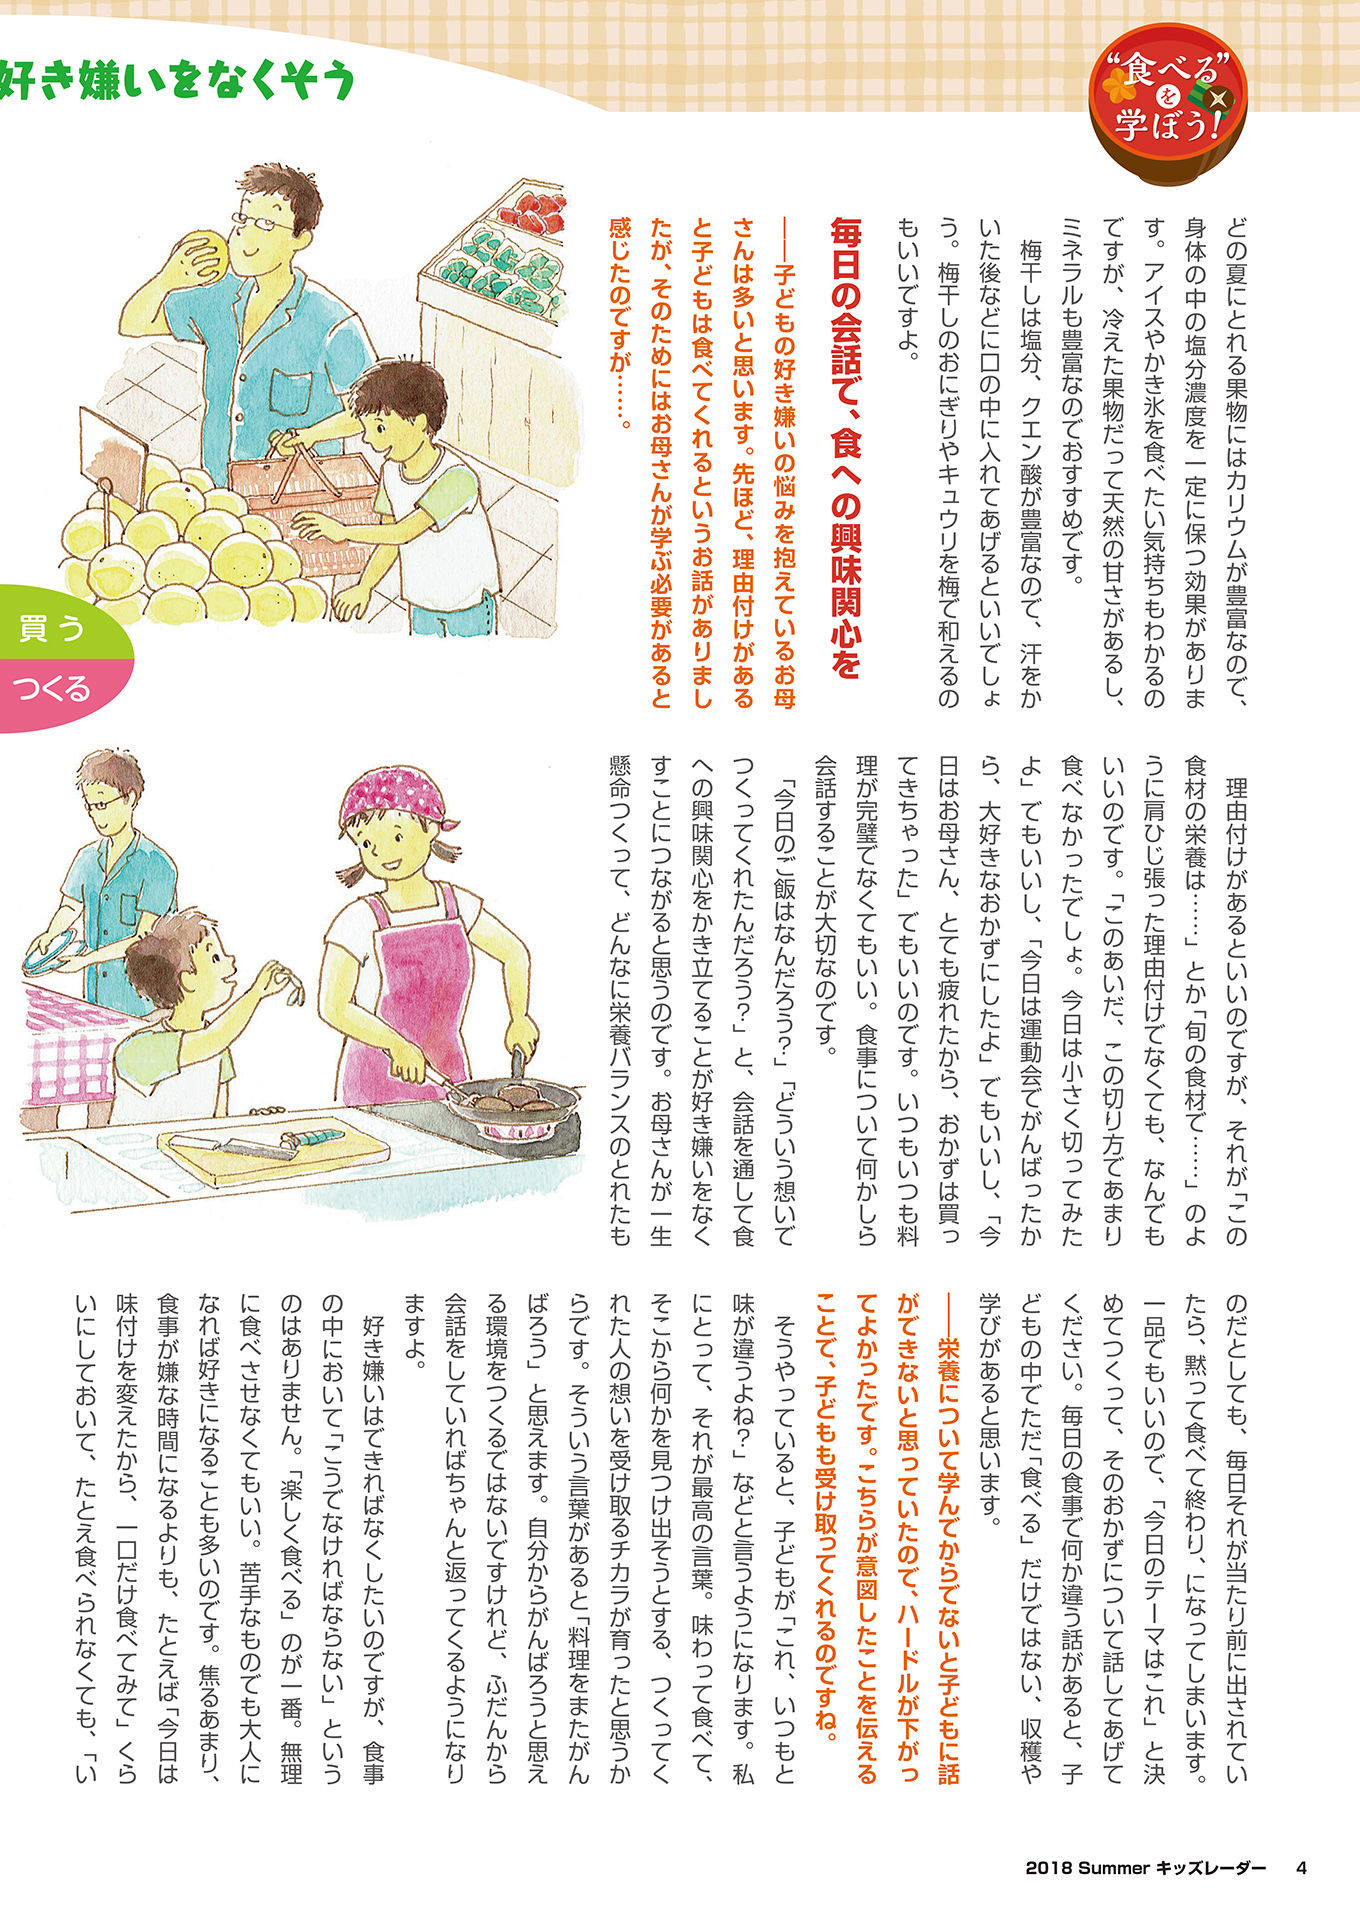 好き嫌いをなくそう
“食べる”
を
学ぼう!
どの夏にとれる果物にはカリウムが豊富なので、
身体の中の塩分濃度を一定に保つ効果がありま
す。アイスやかき氷を食べたい気持ちもわかるの
ですが、冷えた果物だって天然の甘さがあるし、
ミネラルも豊富なのでおすすめです。
梅干しは塩分、クエン酸が豊富なので、汗をか
いた後などに口の中に入れてあげるといいでしょ
う。梅干しのおにぎりやキュウリを梅で和えるの
もいいですよ。
毎日の会話で、食への興味関心を
――子どもの好き嫌いの悩みを抱えているお母
さんは多いと思います。先ほど、理由付けがある
と子どもは食べてくれるというお話がありまし
たが、そのためにはお母さんが学ぶ必要があると
感じたのですが……。
買う
つくる
理由付けがあるといいのですが、それが「この
食材の栄養は……」とか「旬の食材で……」のよ
うに肩ひじ張った理由付けでなくても、なんでも
いいのです。「このあいだ、この切り方であまり
食べなかったでしょ。今日は小さく切ってみた
よ」でもいいし、「今日は運動会でがんばったか
ら、大好きなおかずにしたよ」でもいいし、「今
日はお母さん、とても疲れたから、おかずは買っ
てきちゃった」でもいいのです。いつもいつも料
理が完璧でなくてもいい。食事について何かしら
会話することが大切なのです。
「今日のご飯はなんだろう?」「どういう想いで
つくってくれたんだろう?」と、会話を通して食
への興味関心をかき立てることが好き嫌いをなく
すことにつながると思うのです。お母さんが一生
懸命つくって、どんなに栄養バランスのとれたも
のだとしても、毎日それが当たり前に出されてい
たら、黙って食べて終わり、になってしまいます。
一品でもいいので、「今日のテーマはこれ」と決
めてつくって、そのおかずについて話してあげて
ください。毎日の食事で何か違う話があると、子
どもの中でただ「食べる」だけではない、収穫や
学びがあると思います。
――栄養について学んでからでないと子どもに話
ができないと思っていたので、ハードルが下がっ
てよかったです。こちらが意図したことを伝える
ことで、子どもも受け取ってくれるのですね。
そうやっていると、子どもが「これ、いつもと
味が違うよね?」などと言うようになります。私
にとって、それが最高の言葉。味わって食べて、
そこから何かを見つけ出そうとする、つくってく
れた人の想いを受け取るチカラが育ったと思うか
らです。そういう言葉があると「料理をまたがん
ばろう」と思えます。自分からがんばろうと思え
る環境をつくるではないですけれど、ふだんから
会話をしていればちゃんと返ってくるようになり
ますよ。
好き嫌いはできればなくしたいのですが、食事
の中において「こうでなければならない」という
のはありません。「楽しく食べる」のが一番。無理
に食べさせなくてもいい。苦手なものでも大人に
なれば好きになることも多いのです。焦るあまり、
食事が嫌な時間になるよりも、たとえば「今日は
味付けを変えたから、一口だけ食べてみて」くら
いにしておいて、たとえ食べられなくても、「い
2018 Summer キッズレーダー 4